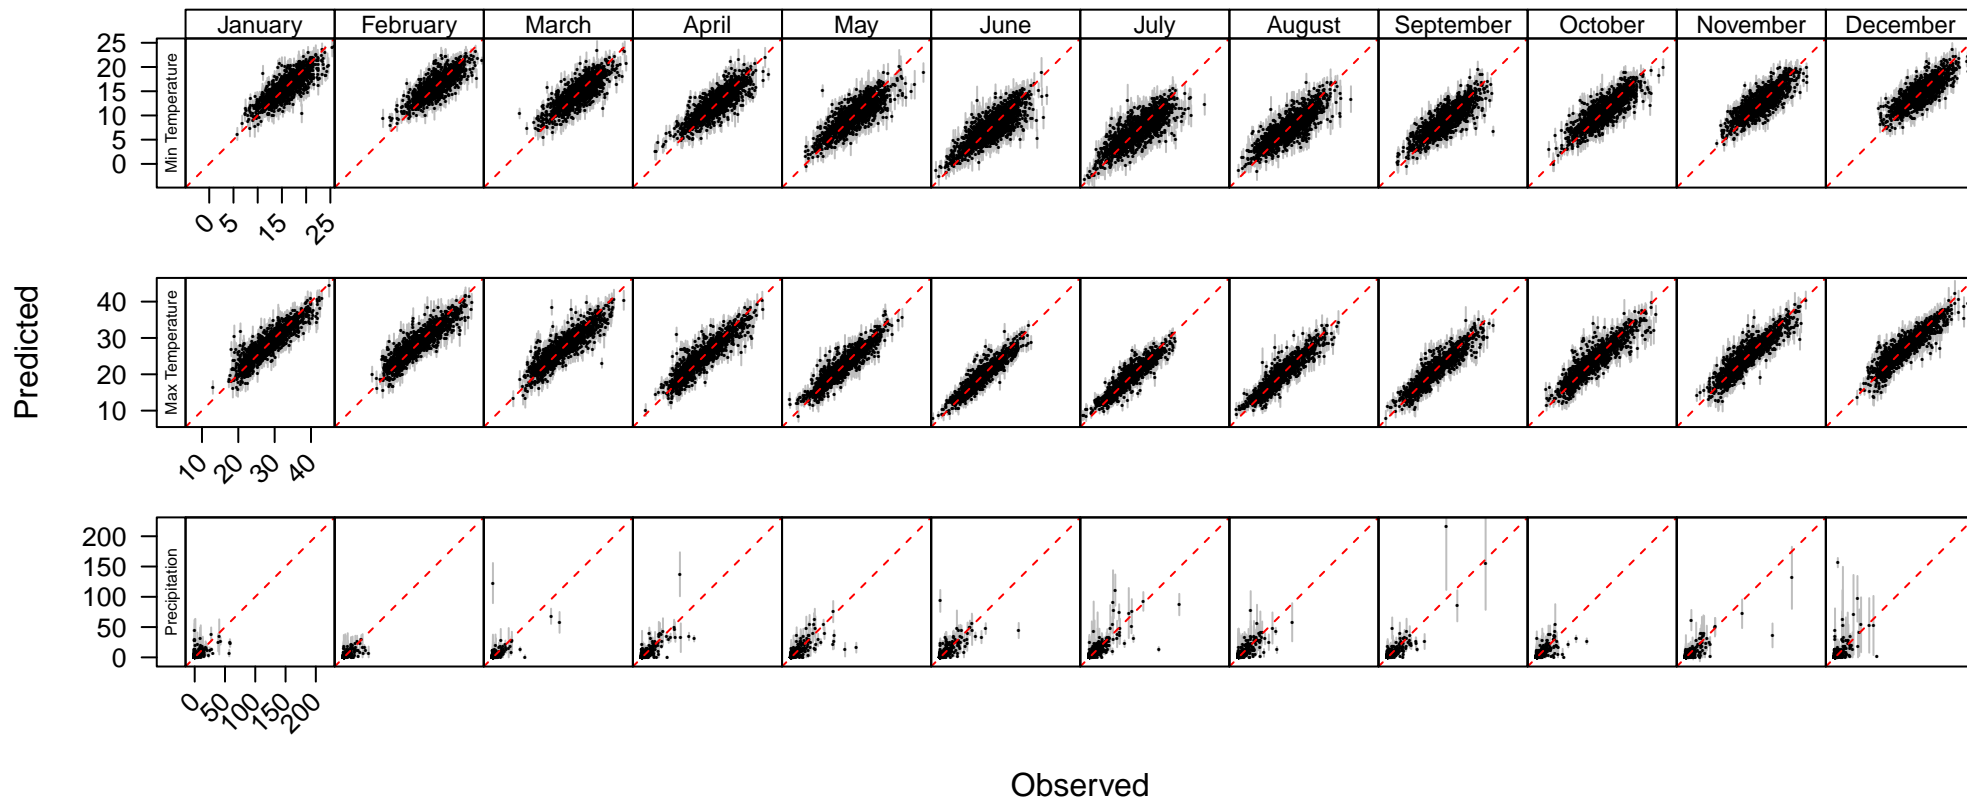 January February March April May June July August September October November December
Min Temperature
25
20
15
10
5
0
0 5 15 25
Predicted
Max Temperature
40
30
20
10
10 20 30 40
Precipitation
200
150
100
50
0
0 50 100 150 200
Observed